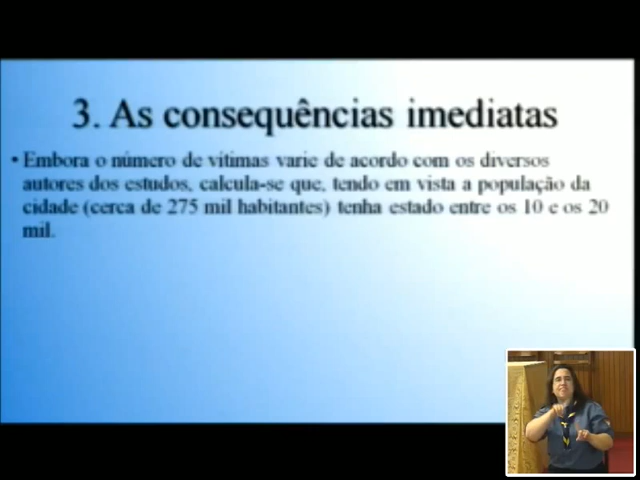 3. As consequências imediatas
• Embora o número de vítimas varie de acordo com os diversos
autores dos estudos, calcula-se que, tendo em vista a população da
cidade (cerca de 275 mil habitantes) tenha estado entre os 10 e os 20
mil.